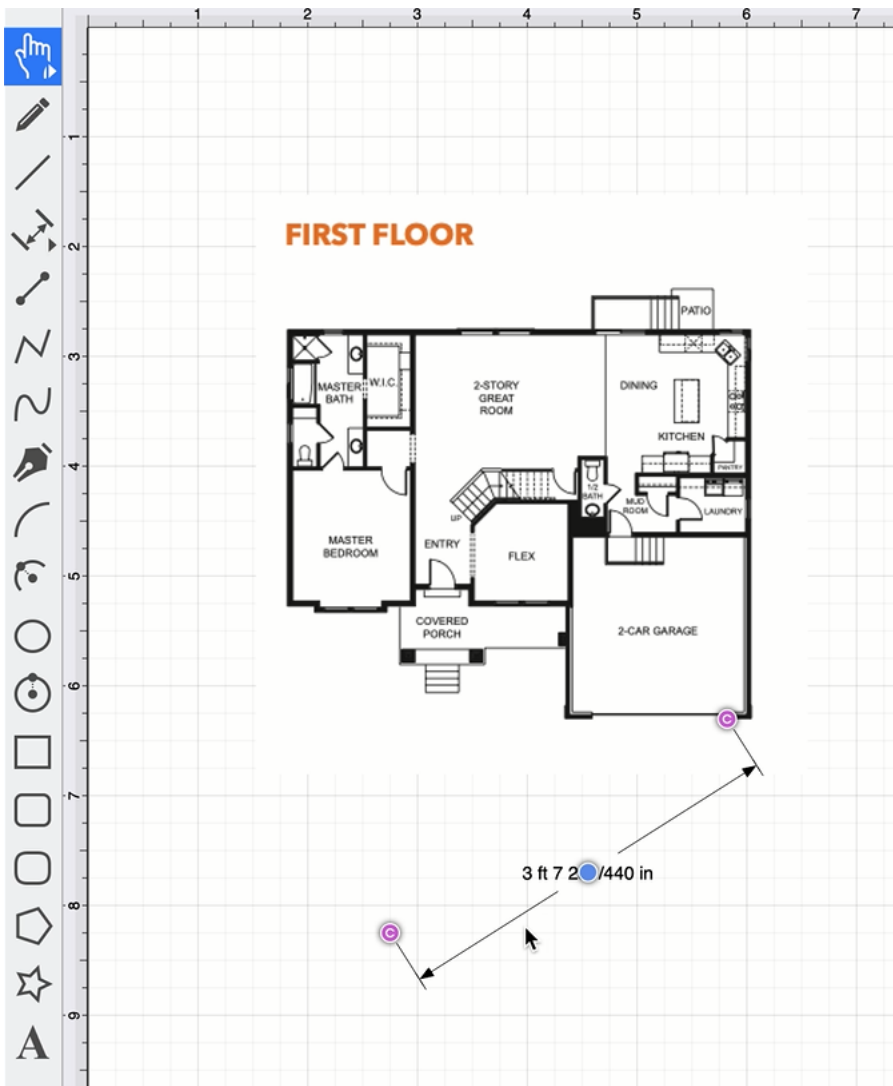 1 2 3 4 5 6 7
1
2
3
4
5
6
7
8
9
FIRST FLOOR
PATIO
MASTER
BATH
W.I.C.
2-STORY
GREAT
ROOM
DINING
KITCHEN
PANTRY
1/2
BATH
MUD
ROOM
LAUNDRY
UP
MASTER
BEDROOM
ENTRY
FLEX
COVERED
PORCH
2-CAR GARAGE
C
3 ft 7 2 /440 in
C
A